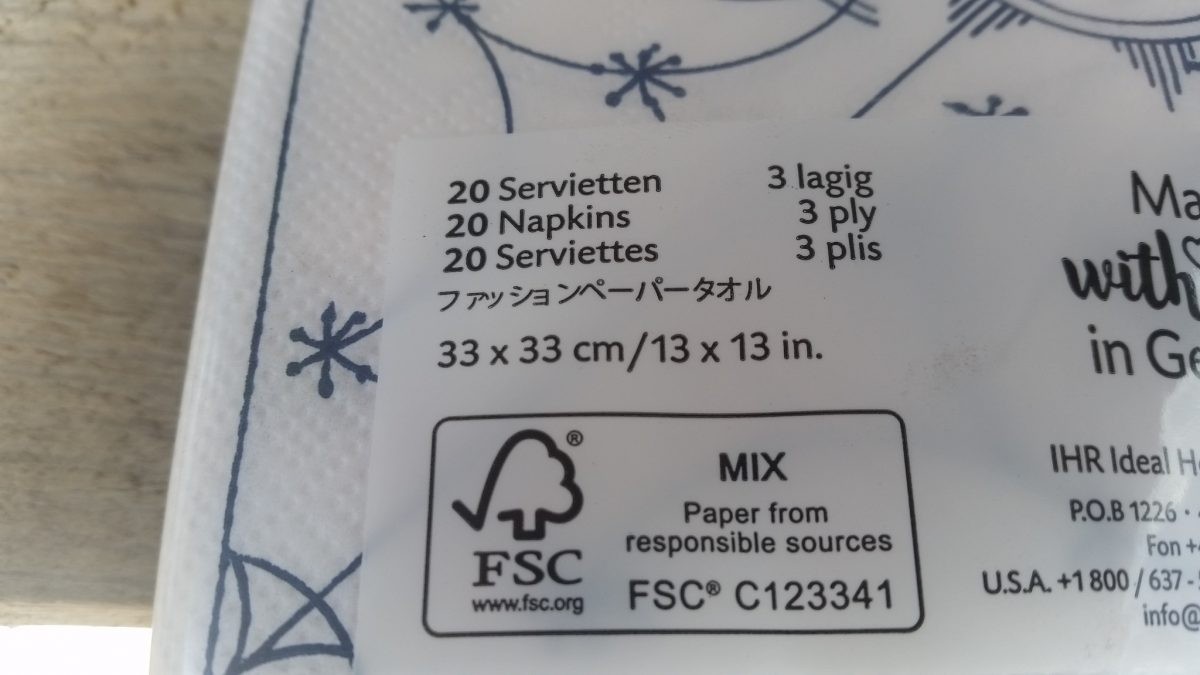 20 Servietten 3 lagig
20 Napkins 3 ply
20 Serviettes 3 plis
ファッションペーパータオル
33 x 33 cm/13 x 13 in.
®
MIX
Paper from
responsible sources
FSC
www.fsc.org
FSC® C123341
with
in
IHR Ideal
P.O.B 1226 ·
Fon
U.S.A. +1 800 / 637 -
info@